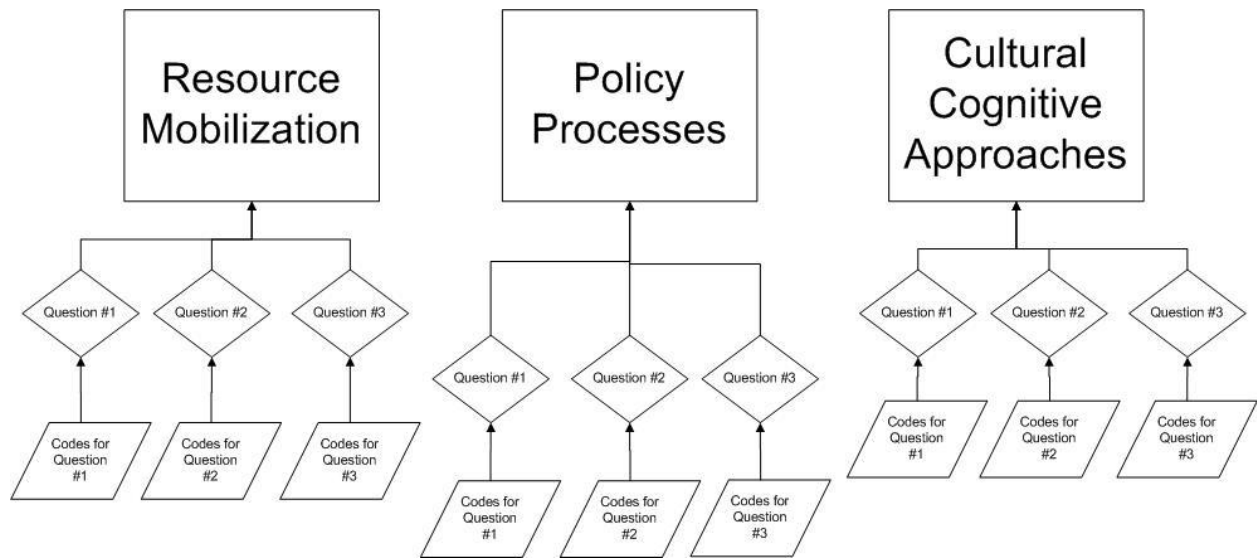 Resource
Mobilization
Policy
Processes
Cultural
Cognitive
Approaches
Question #1
Question #2
Question #3
Question #1
Question #2
Question #3
Question #1
Question #2
Question #3
Codes for
Question
#1
Codes for
Question
#2
Codes for
Question
#3
Codes for
Question
#1
Codes for
Question
#2
Codes for
Question
#3
Codes for
Question
#1
Codes for
Question
#2
Codes for
Question
#3